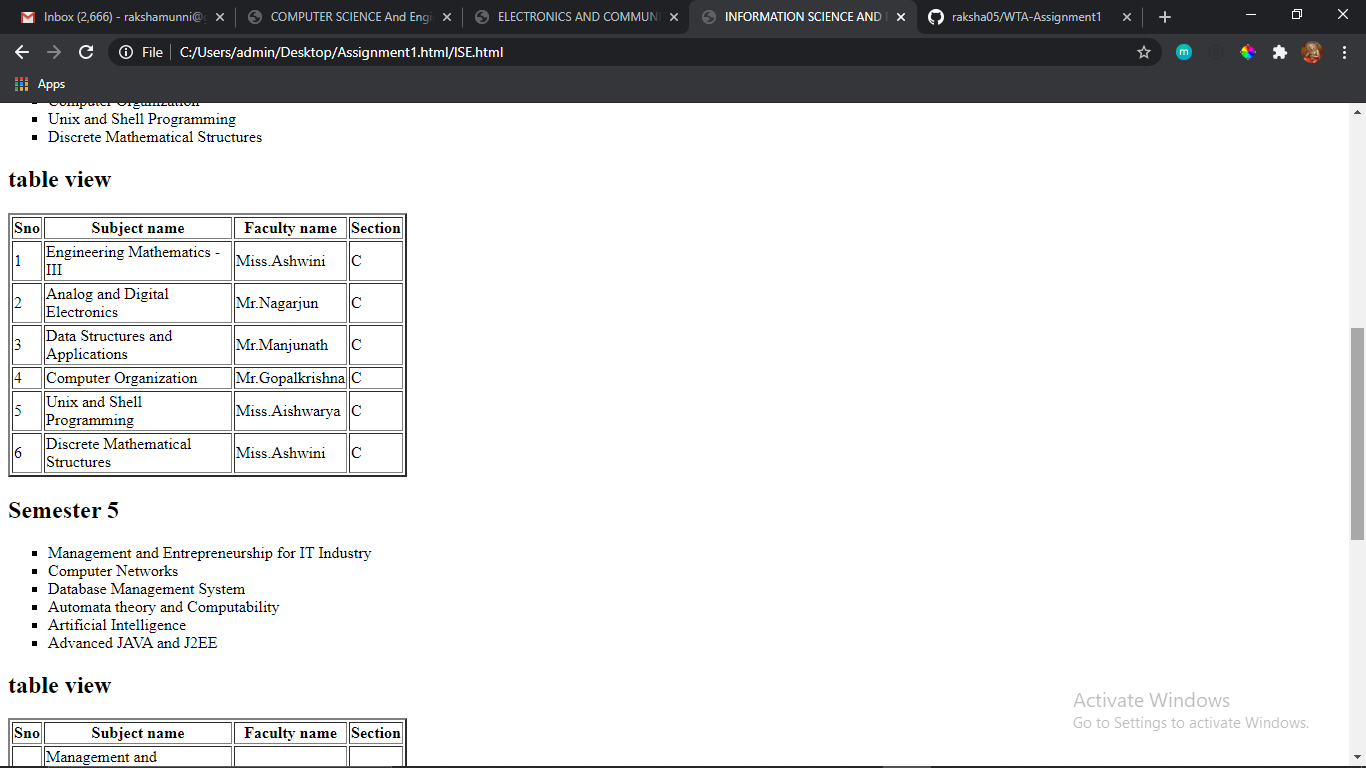 Inbox (2,666) - rakshamunni@
COMPUTER SCIENCE And Engi
ELECTRONICS AND COMMUN
INFORMATION SCIENCE AND
raksha05/WTA-Assignment1
File
C:/Users/admin/Desktop/Assignment1.html/ISE.html
m
Apps
Computer Organization
Unix and Shell Programming
Discrete Mathematical Structures
table view
Sno Subject name Faculty name Section
1 Engineering Mathematics - III Miss.Ashwini C
2 Analog and Digital Electronics Mr.Nagarjun C
3 Data Structures and Applications Mr.Manjunath C
4 Computer Organization Mr.Gopalkrishna C
5 Unix and Shell Programming Miss.Aishwarya C
6 Discrete Mathematical Structures Miss.Ashwini C
Semester 5
Management and Entrepreneurship for IT Industry
Computer Networks
Database Management System
Automata theory and Computability
Artificial Intelligence
Advanced JAVA and J2EE
table view
Sno Subject name Faculty name Section
Management and
Activate Windows
Go to Settings to activate Windows.